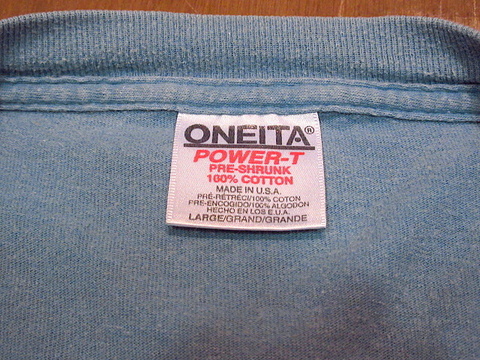 ONEITA®
POWER-T
PRE-SHRUNK
100% COTTON
MADE IN U.S.A.
PRÉ-RÉTRÉCI/100% COTON
PRE-ENCOGIDO/100% ALGODON
HECHO EN LOS E.U.A.
LARGE/GRAND/GRANDE